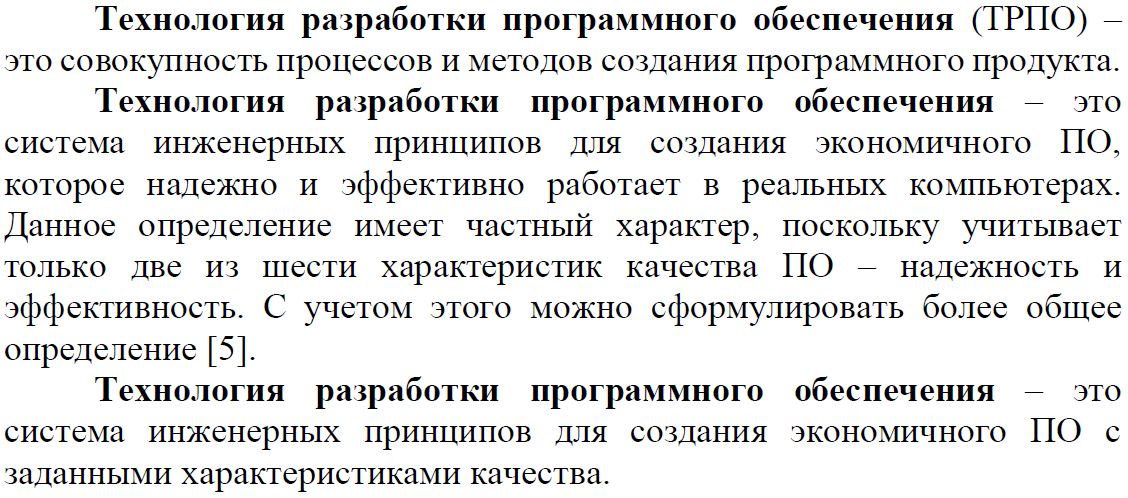 Технология разработки программного обеспечения (ТРПО) –
это совокупность процессов и методов создания программного продукта.
Технология разработки программного обеспечения – это
система инженерных принципов для создания экономичного ПО,
которое надежно и эффективно работает в реальных компьютерах.
Данное определение имеет частный характер, поскольку учитывает
только две из шести характеристик качества ПО – надежность и
эффективность. С учетом этого можно сформулировать более общее
определение [5].
Технология разработки программного обеспечения – это
система инженерных принципов для создания экономичного ПО с
заданными характеристиками качества.